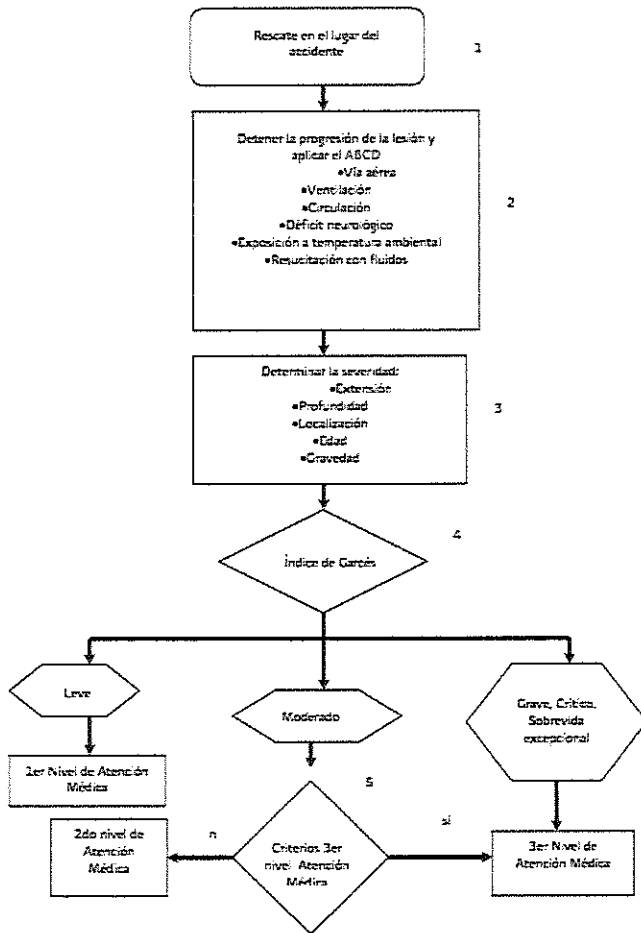 Rescate en el lugar del
accidente
1
Detener la progresión de la lesión y
aplicar el ABCD
•Vía aérea
•Ventilación
•Circulación
•Déficit neurológico
•Exposición a temperatura ambiental
•Resucitación con fluidos
2
Determinar la severidad:
•Extensión
•Profundidad
•Localización
•Edad
•Gravedad
3
Índice de Garcés
4
Leve
Moderado
Grave, Crítico,
Sobrevida
excepcional
1er Nivel de Atención
Médica
5
2do nivel de
Atención
Médica
n
Criterios 3er
nivel Atención
Médica
si
3er Nivel de
Atención Médica